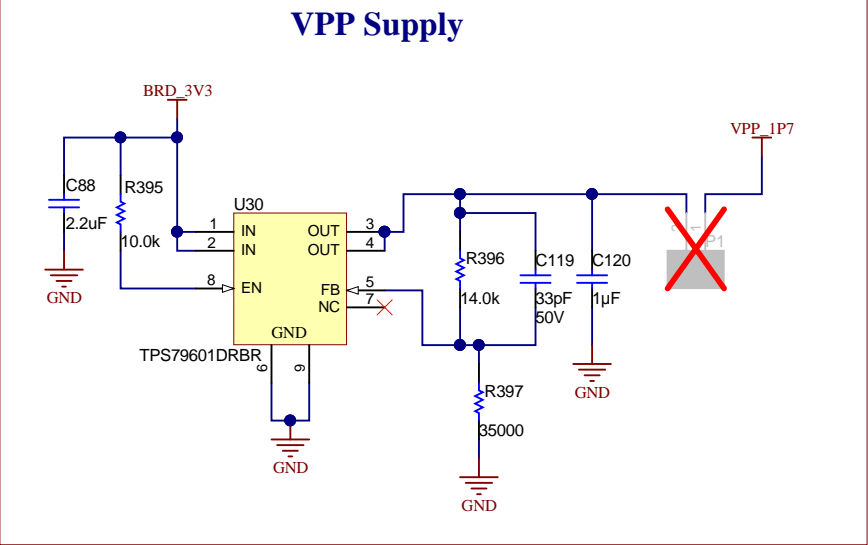 VPP Supply
BRD_3V3
VPP_1P7
C88
2.2uF
R395
10.0k
U30
1
IN
2
IN
8
EN
OUT
3
OUT
4
FB
5
NC
7
GND
TPS79601DRBR
6
9
GND
GND
R396
14.0k
C119
33pF
50V
C120
1µF
GND
R397
35000
GND
1
P1